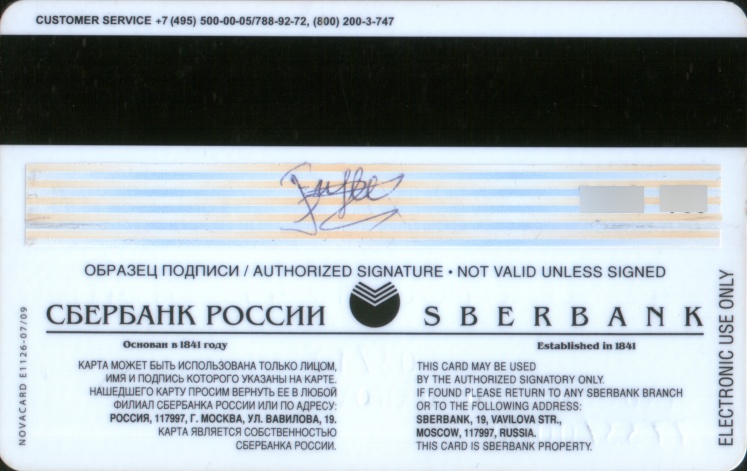 CUSTOMER SERVICE +7 (495) 500-00-05/788-92-72, (800) 200-3-747
ОБРАЗЕЦ ПОДПИСИ / AUTHORIZED SIGNATURE • NOT VALID UNLESS SIGNED
СБЕРБАНК РОССИИ
Основан в 1841 году
SBERBANK
Established in 1841
КАРТА МОЖЕТ БЫТЬ ИСПОЛЬЗОВАНА ТОЛЬКО ЛИЦОМ,
ИМЯ И ПОДПИСЬ КОТОРОГО УКАЗАНЫ НА КАРТЕ.
НАШЕДШЕГО КАРТУ ПРОСИМ ВЕРНУТЬ ЕЕ В ЛЮБОЙ
ФИЛИАЛ СБЕРБАНКА РОССИИ ИЛИ ПО АДРЕСУ:
РОССИЯ, 117997, Г. МОСКВА, УЛ. ВАВИЛОВА, 19.
КАРТА ЯВЛЯЕТСЯ СОБСТВЕННОСТЬЮ
СБЕРБАНКА РОССИИ.
THIS CARD MAY BE USED
BY THE AUTHORIZED SIGNATORY ONLY.
IF FOUND PLEASE RETURN TO ANY SBERBANK BRANCH
OR TO THE FOLLOWING ADDRESS:
SBERBANK, 19, VAVILOVA STR.,
MOSCOW, 117997, RUSSIA.
THIS CARD IS SBERBANK PROPERTY.
NOVACARD E1126-07/09
ELECTRONIC USE ONLY